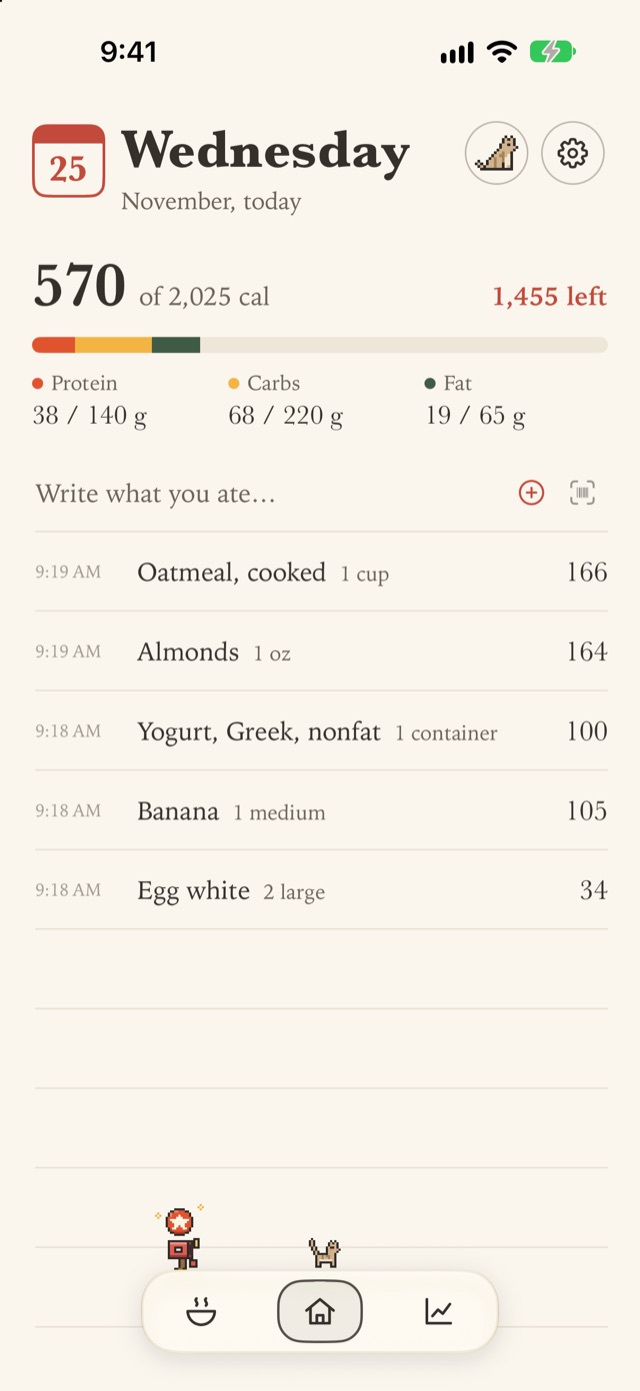 9:41
25
Wednesday
November, today
570 of 2,025 cal 1,455 left
Protein Carbs Fat
38 / 140 g 68 / 220 g 19 / 65 g
Write what you ate...
9:19 AM Oatmeal, cooked 1 cup 166
9:19 AM Almonds 1 oz 164
9:18 AM Yogurt, Greek, nonfat 1 container 100
9:18 AM Banana 1 medium 105
9:18 AM Egg white 2 large 34